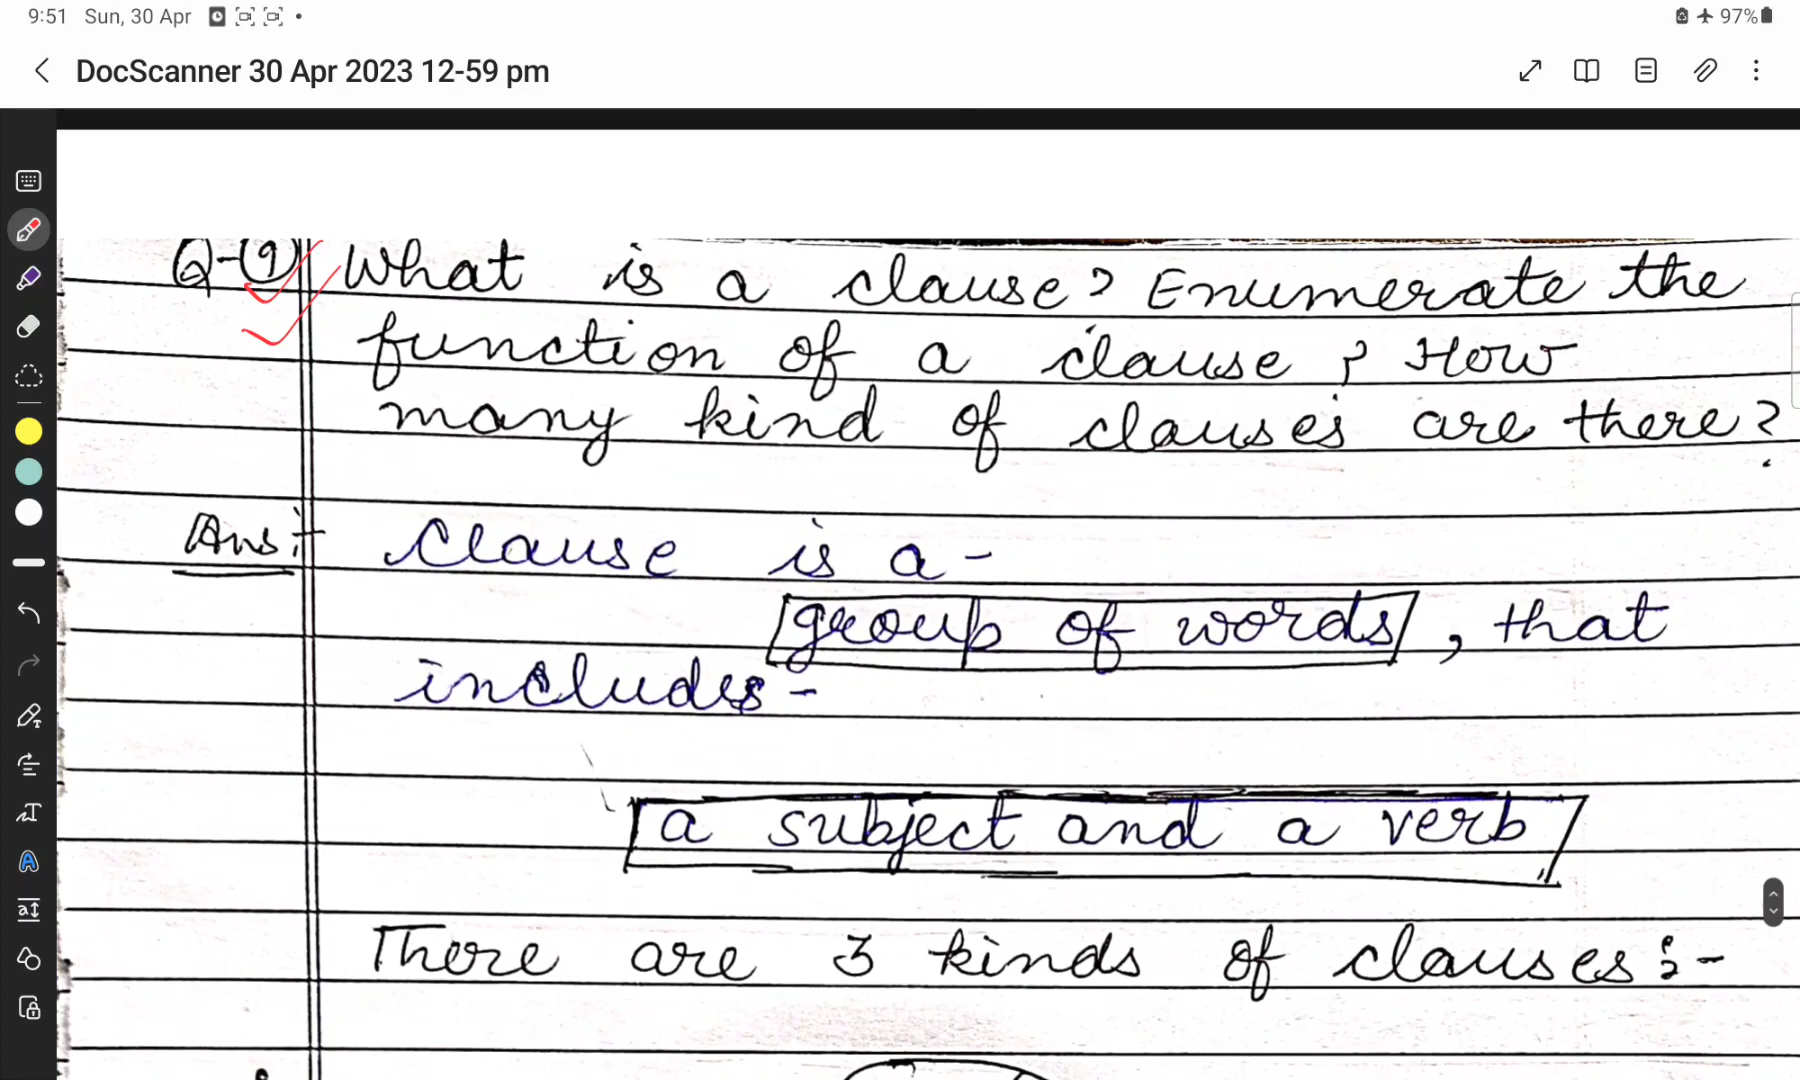 9:51 Sun, 30 Apr
97%
DocScanner 30 Apr 2023 12-59 pm
Q-(9) What is a clause? Enumerate the
function of a clause ? How
many kind of clauses are there?
Ans:- Clause is a -
group of words, that
includes -
a subject and a verb
There are 3 kinds of clauses :-